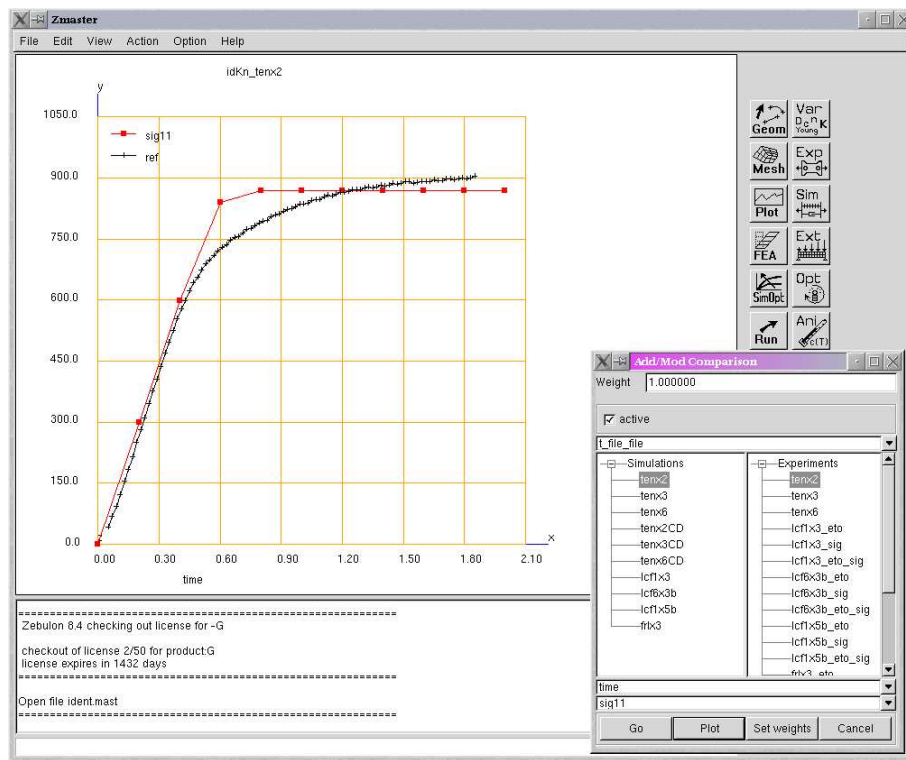 Zmaster
File Edit View Action Option Help
idKn_tenx2
y
1050.0
sig11
ref
900.0
750.0
600.0
450.0
300.0
150.0
0.0
0.00 0.30 0.60 0.90 1.20 1.50 1.80 2.10
x
time
Geom
Var
D c n K
Young
Mesh
Exp
Plot
Sim
FEA
Ext
SimOpt
Opt
Run
Ani
c(T)
Add/Mod Comparison
Weight 1.000000
active
t_file_file
Simulations
tenx2
tenx3
tenx6
tenx2CD
tenx3CD
tenx6CD
lcf1x3
lcf6x3b
lcf1x5b
frlx3
Experiments
tenx2
tenx3
tenx6
lcf1x3_eto
lcf1x3_sig
lcf1x3_eto_sig
lcf6x3b_eto
lcf6x3b_sig
lcf6x3b_eto_sig
lcf1x5b_eto
lcf1x5b_sig
lcf1x5b_eto_sig
frlx3_eto
time
sig11
Go Plot Set weights Cancel
==============================================================
Zebulon 8.4 checking out license for -G
checkout of license 2/50 for product:G
license expires in 1432 days
==============================================================
Open file ident.mast
==============================================================